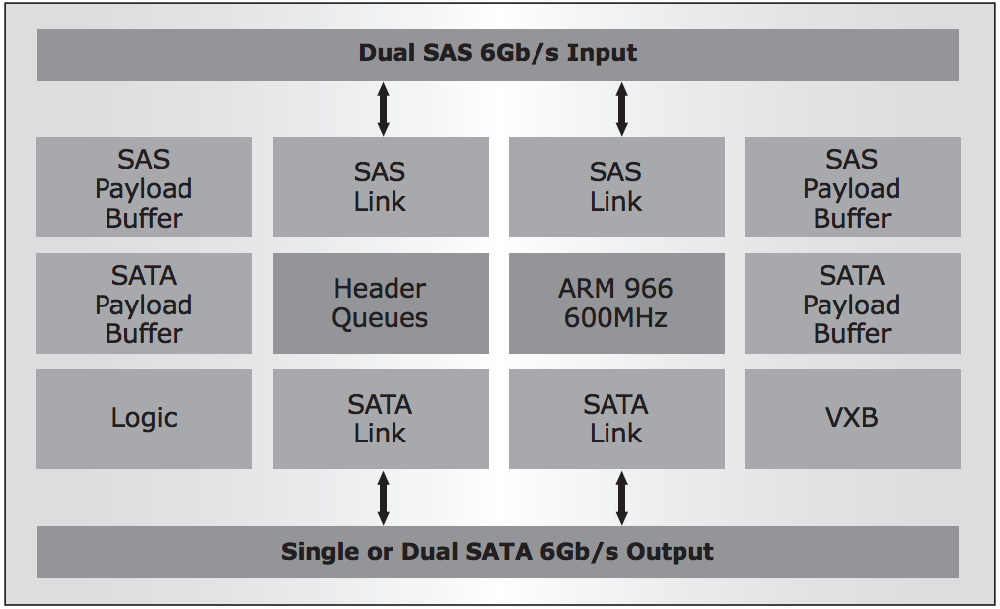 Dual SAS 6Gb/s Input
SAS
Payload
Buffer
SAS
Link
SAS
Link
SAS
Payload
Buffer
SATA
Payload
Buffer
Header
Queues
ARM 966
600MHz
SATA
Payload
Buffer
Logic
SATA
Link
SATA
Link
VXB
Single or Dual SATA 6Gb/s Output